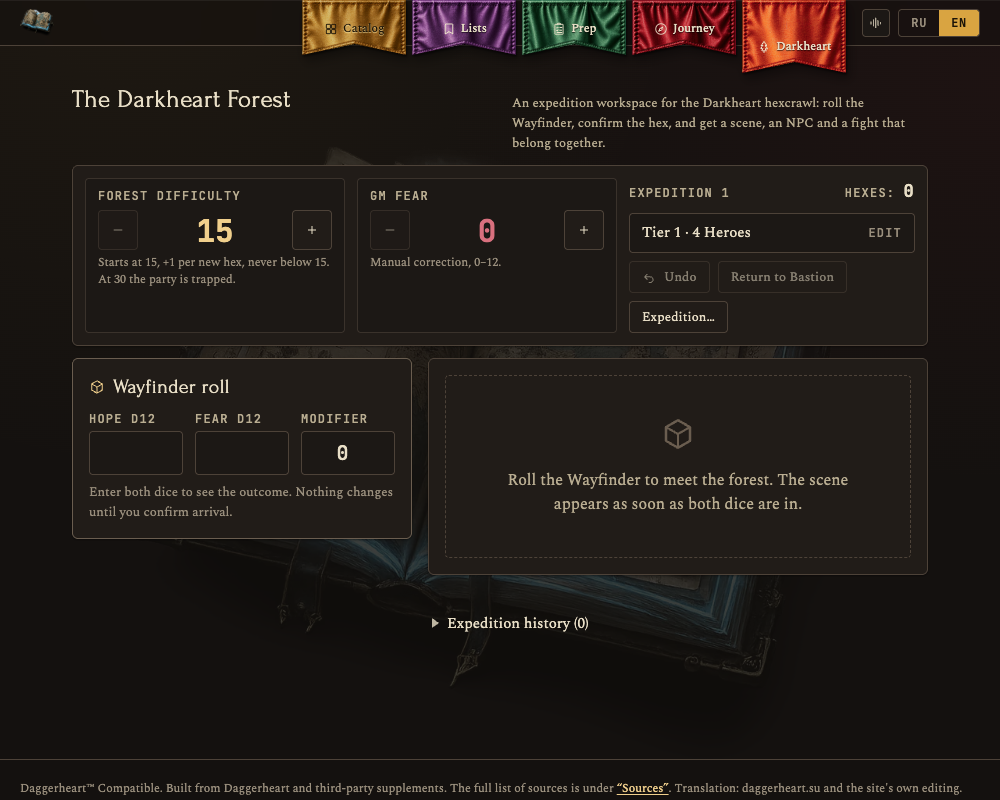 Catalog
Lists
Prep
Journey
Darkheart
RU
EN
The Darkheart Forest
An expedition workspace for the Darkheart hexcrawl: roll the
Wayfinder, confirm the hex, and get a scene, an NPC and a fight that
belong together.
FOREST DIFFICULTY
− 15 +
Starts at 15, +1 per new hex, never below 15.
At 30 the party is trapped.
GM FEAR
− 0 +
Manual correction, 0–12.
EXPEDITION 1
HEXES: 0
Tier 1 · 4 Heroes
EDIT
Undo
Return to Bastion
Expedition…
Wayfinder roll
HOPE D12
FEAR D12
MODIFIER
0
Enter both dice to see the outcome. Nothing changes
until you confirm arrival.
Roll the Wayfinder to meet the forest. The scene
appears as soon as both dice are in.
Expedition history (0)
Daggerheart™ Compatible. Built from Daggerheart and third-party supplements. The full list of sources is under “Sources”. Translation: daggerheart.su and the site's own editing.